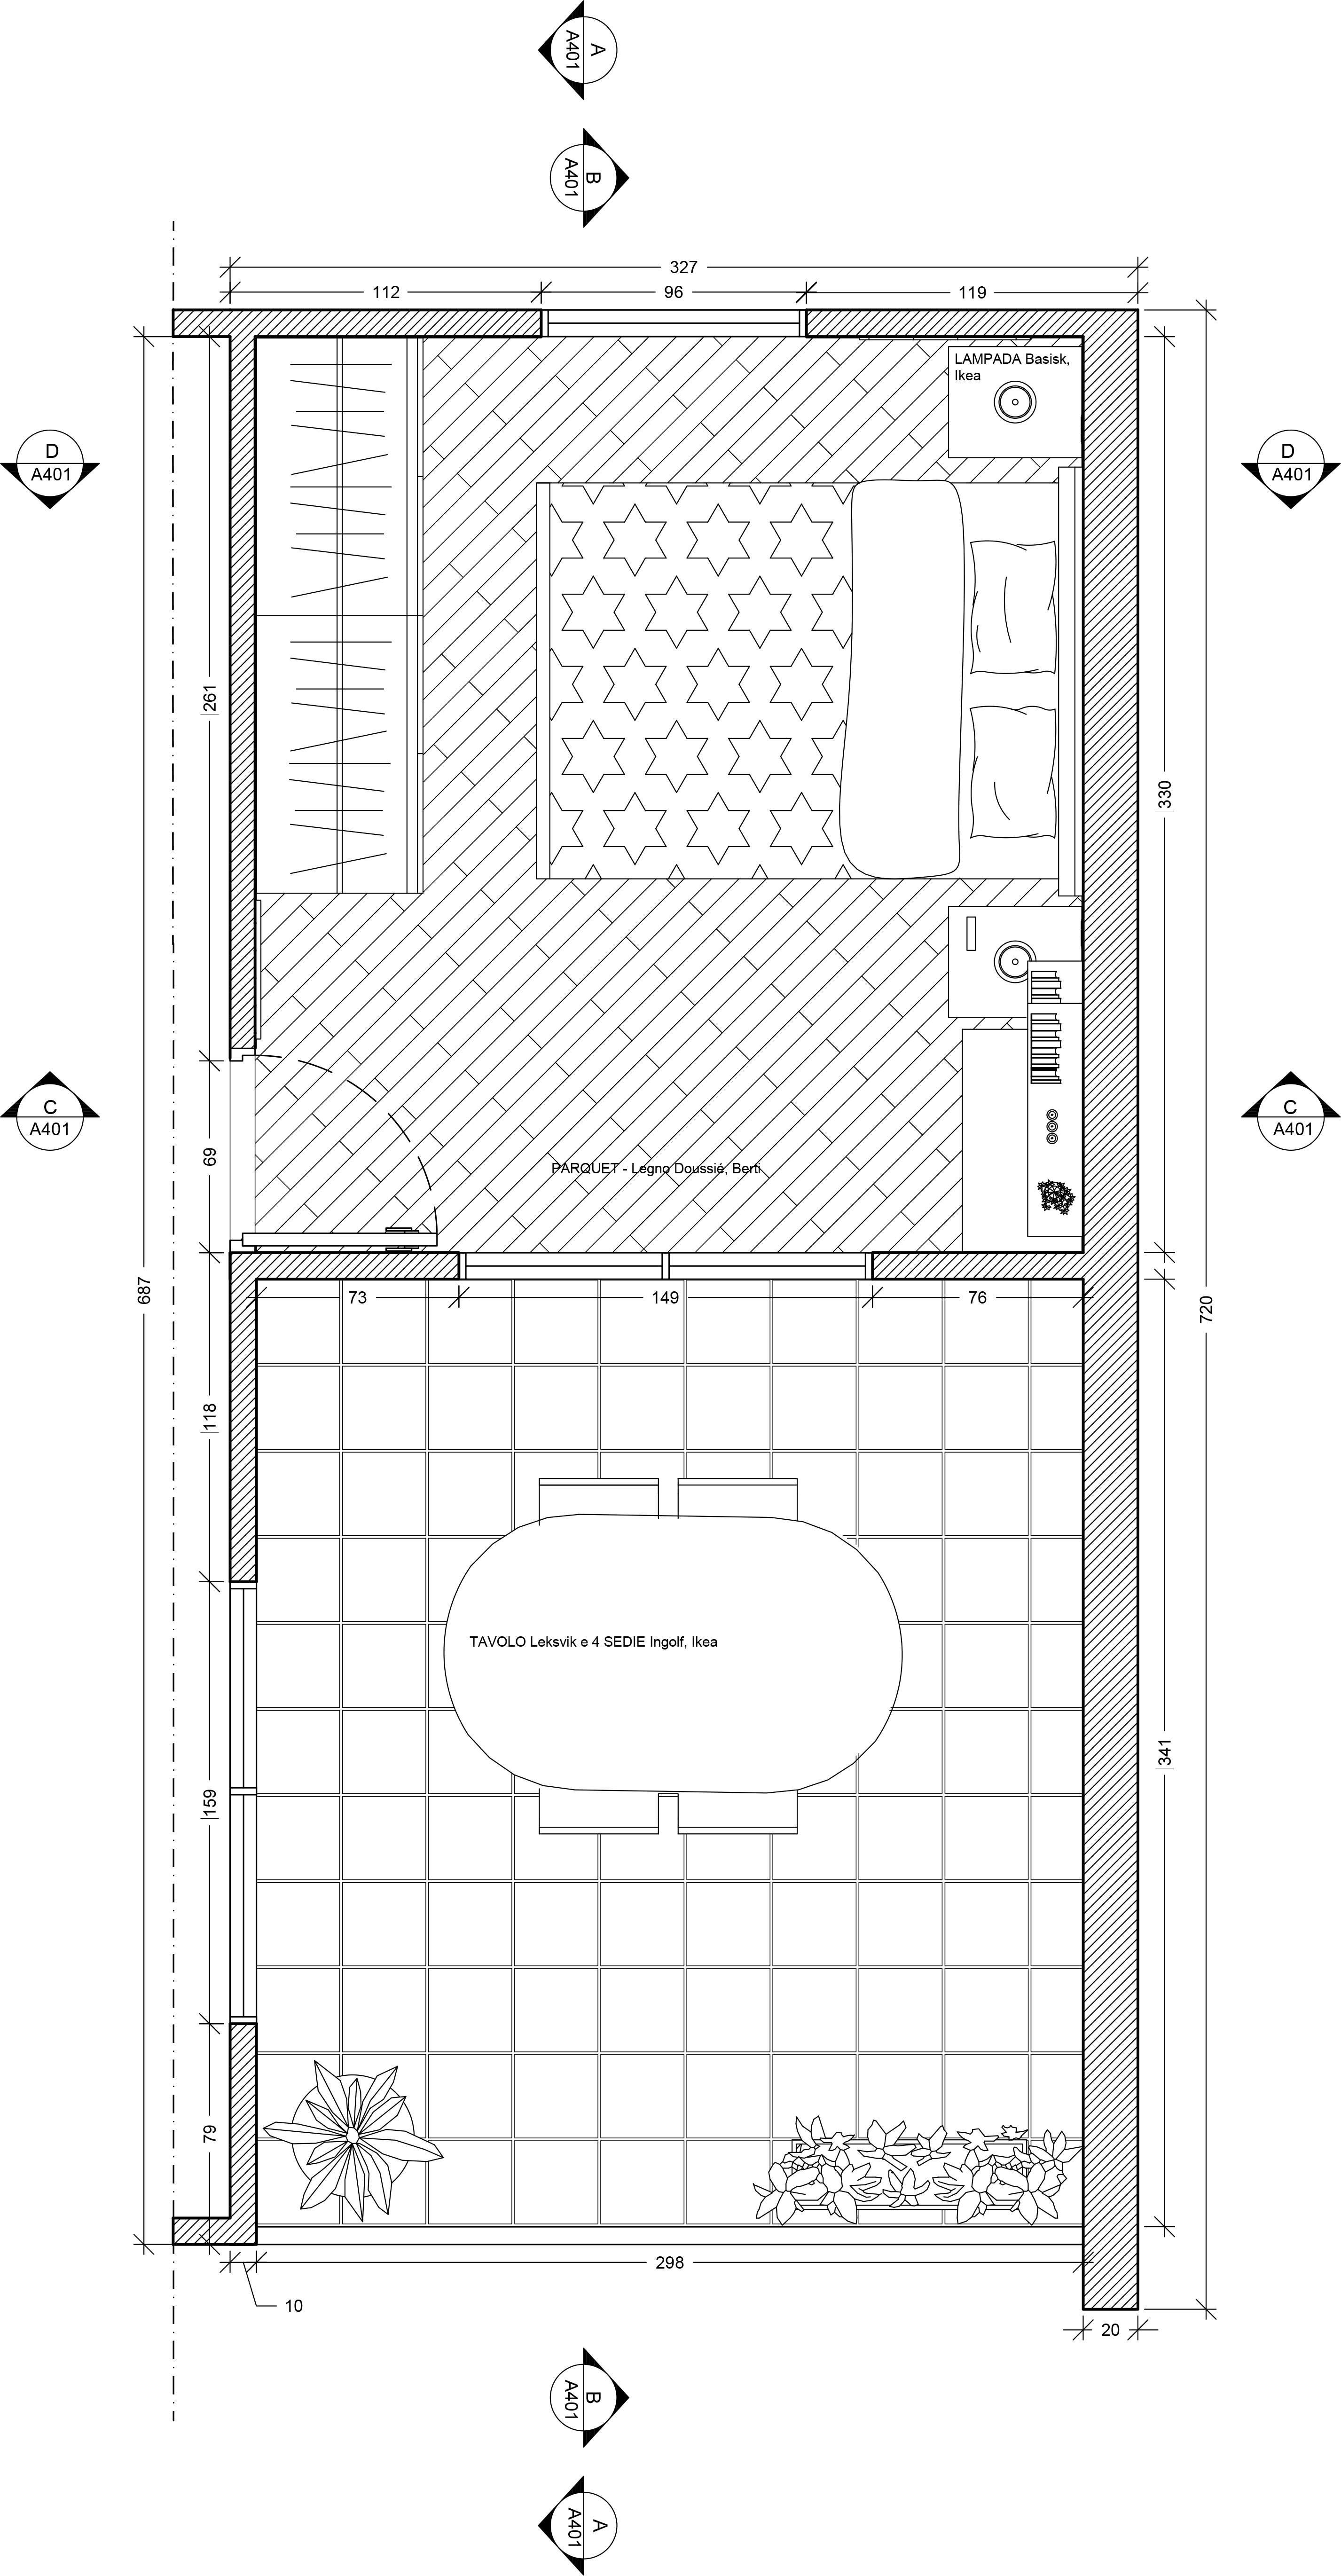 A
A401
B
A401
327
112
96
119
LAMPADA Basisk,
Ikea
D
A401
D
A401
261
330
C
A401
C
A401
69
PARQUET - Legno Doussié, Berti
687
73
149
76
720
118
TAVOLO Leksvik e 4 SEDIE Ingolf, Ikea
341
159
79
298
10
20
B
A401
A
A401